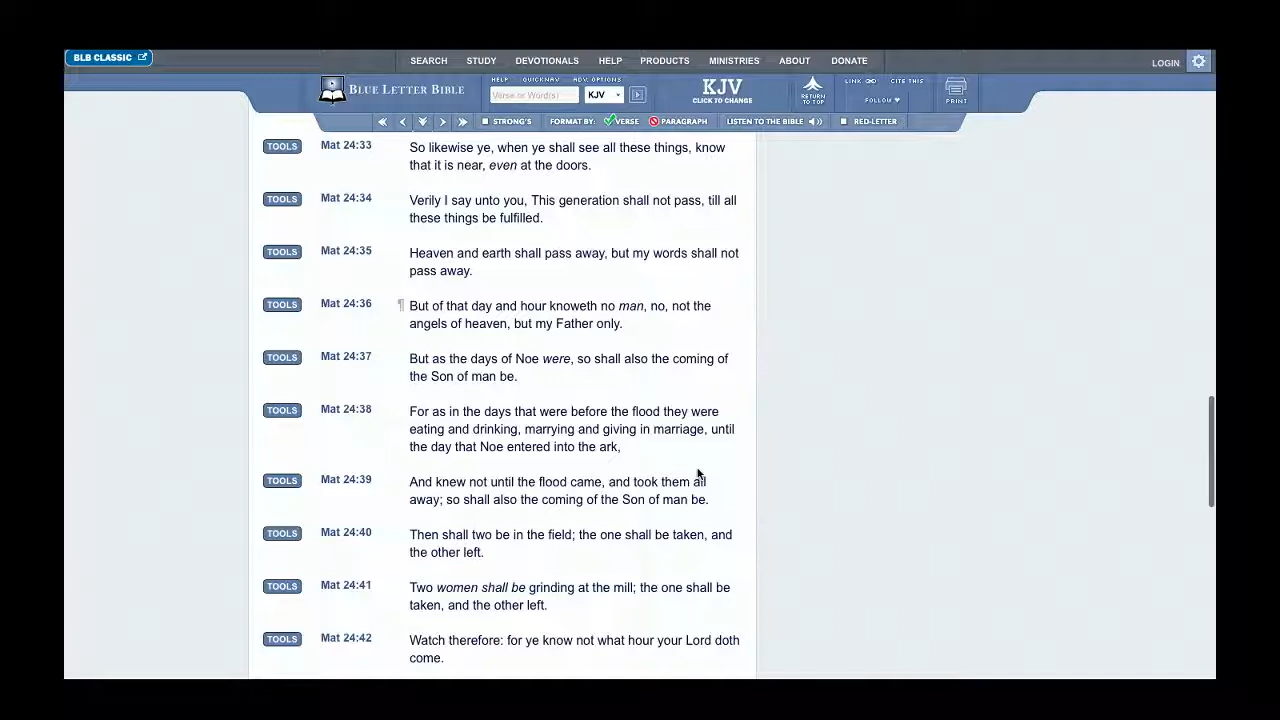 BLB CLASSIC
SEARCH STUDY DEVOTIONALS HELP PRODUCTS MINISTRIES ABOUT DONATE
LOGIN
BLUE LETTER BIBLE
HELP QUICKNAV ADV. OPTIONS
Verse or Word(s) KJV
KJV
CLICK TO CHANGE
RETURN TO TOP
LINK CITE THIS
FOLLOW
PRINT
STRONG'S FORMAT BY: VERSE PARAGRAPH LISTEN TO THE BIBLE RED-LETTER
TOOLS Mat 24:33 So likewise ye, when ye shall see all these things, know
that it is near, even at the doors.
TOOLS Mat 24:34 Verily I say unto you, This generation shall not pass, till all
these things be fulfilled.
TOOLS Mat 24:35 Heaven and earth shall pass away, but my words shall not
pass away.
TOOLS Mat 24:36 ¶ But of that day and hour knoweth no man, no, not the
angels of heaven, but my Father only.
TOOLS Mat 24:37 But as the days of Noe were, so shall also the coming of
the Son of man be.
TOOLS Mat 24:38 For as in the days that were before the flood they were
eating and drinking, marrying and giving in marriage, until
the day that Noe entered into the ark,
TOOLS Mat 24:39 And knew not until the flood came, and took them all
away; so shall also the coming of the Son of man be.
TOOLS Mat 24:40 Then shall two be in the field; the one shall be taken, and
the other left.
TOOLS Mat 24:41 Two women shall be grinding at the mill; the one shall be
taken, and the other left.
TOOLS Mat 24:42 Watch therefore: for ye know not what hour your Lord doth
come.